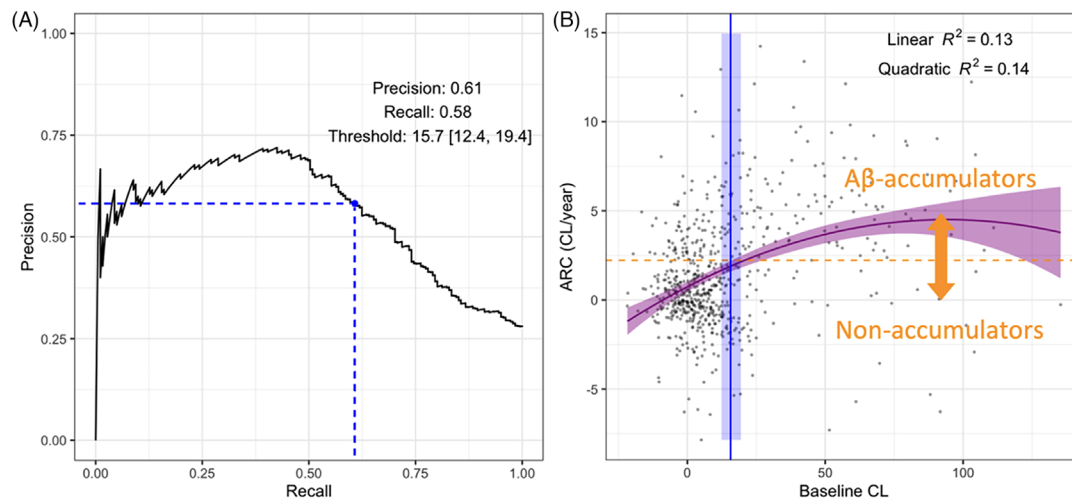 (A)
1.00
0.75
0.50
0.25
0.00
Precision
Precision: 0.61
Recall: 0.58
Threshold: 15.7 [12.4, 19.4]
0.00 0.25 0.50 0.75 1.00
Recall
(B)
15
10
5
0
-5
ARC (CL/year)
Linear R² = 0.13
Quadratic R² = 0.14
Aβ-accumulators
Non-accumulators
0 50 100
Baseline CL